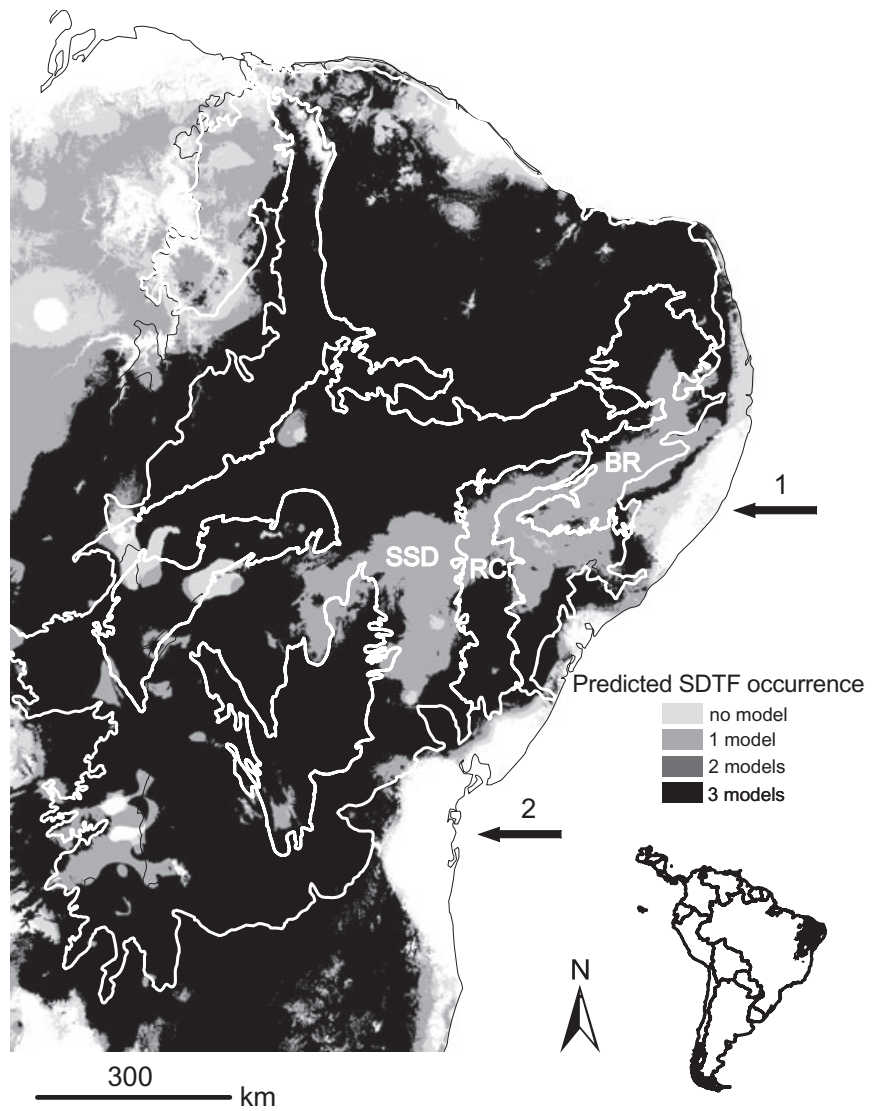 BR
1
SSD
RC
Predicted SDTF occurrence
no model
1 model
2 models
3 models
2
N
300
km